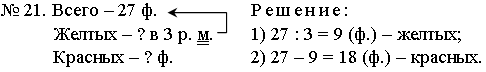 № 21. Всего – 27 ф.
Желтых – ? в 3 р. м.
Красных – ? ф.
Решение:
1) 27 : 3 = 9 (ф.) – желтых;
2) 27 – 9 = 18 (ф.) – красных.